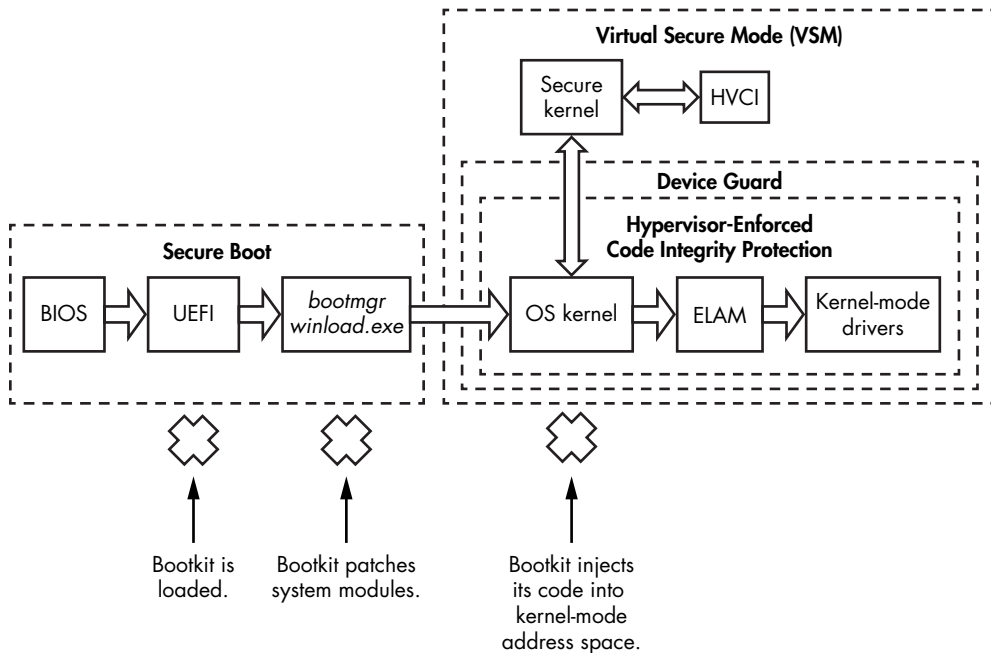 Virtual Secure Mode (VSM)
Secure
kernel
HVCI
Device Guard
Hypervisor-Enforced
Code Integrity Protection
Secure Boot
BIOS
UEFI
bootmgr
winload.exe
OS kernel
ELAM
Kernel-mode
drivers
Bootkit is
loaded.
Bootkit patches
system modules.
Bootkit injects
its code into
kernel-mode
address space.